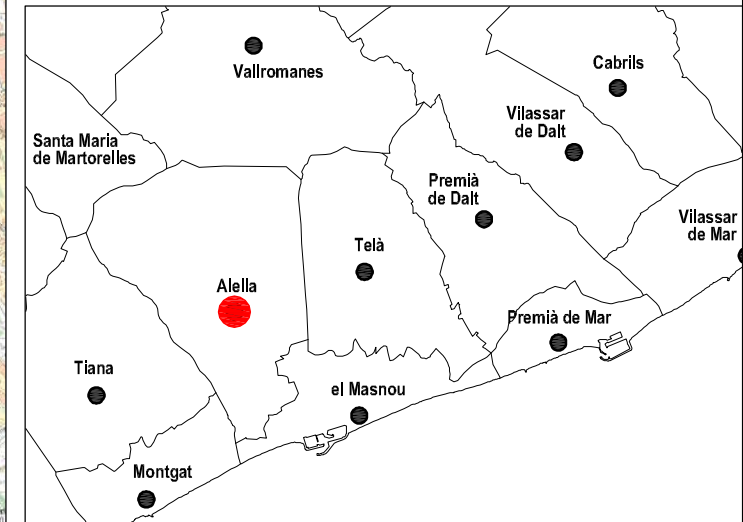 Cabrils
Vallromanes
Vilassar
de Dalt
Santa Maria
de Martorelles
Premià
de Dalt
Vilassar
de Mar
Telà
Alella
Premià de Mar
Tiana
el Masnou
Montgat